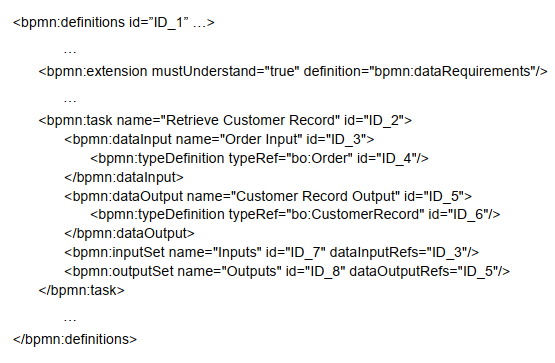 <bpmn:definitions id=”ID_1” …>
…
<bpmn:extension mustUnderstand="true" definition="bpmn:dataRequirements"/>
…
<bpmn:task name="Retrieve Customer Record" id="ID_2">
<bpmn:dataInput name="Order Input" id="ID_3">
<bpmn:typeDefinition typeRef="bo:Order" id="ID_4"/>
</bpmn:dataInput>
<bpmn:dataOutput name="Customer Record Output" id="ID_5">
<bpmn:typeDefinition typeRef="bo:CustomerRecord" id="ID_6"/>
</bpmn:dataOutput>
<bpmn:inputSet name="Inputs" id="ID_7" dataInputRefs="ID_3"/>
<bpmn:outputSet name="Outputs" id="ID_8" dataOutputRefs="ID_5"/>
</bpmn:task>
…
</bpmn:definitions>